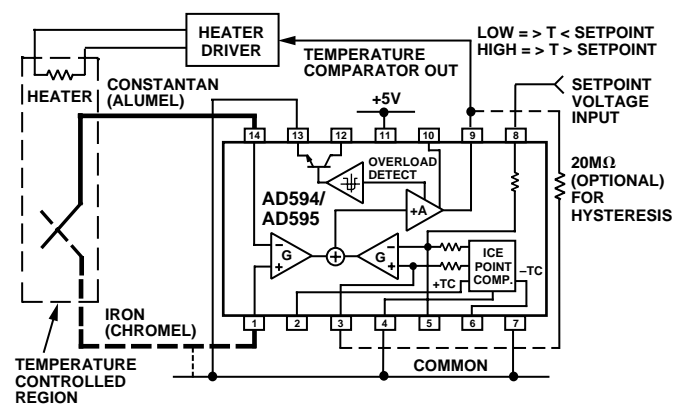 HEATER
DRIVER
LOW = > T < SETPOINT
HIGH = > T > SETPOINT
TEMPERATURE
COMPARATOR OUT
HEATER
CONSTANTAN
(ALUMEL)
SETPOINT
VOLTAGE
INPUT
+5V
14
13
12
11
10
9
8
20MΩ
(OPTIONAL)
FOR
HYSTERESIS
OVERLOAD
DETECT
AD594/
AD595
+A
–
G
+
–
G
+
ICE
POINT
COMP.
–TC
+TC
IRON
(CHROMEL)
1
2
3
4
5
6
7
COMMON
TEMPERATURE
CONTROLLED
REGION